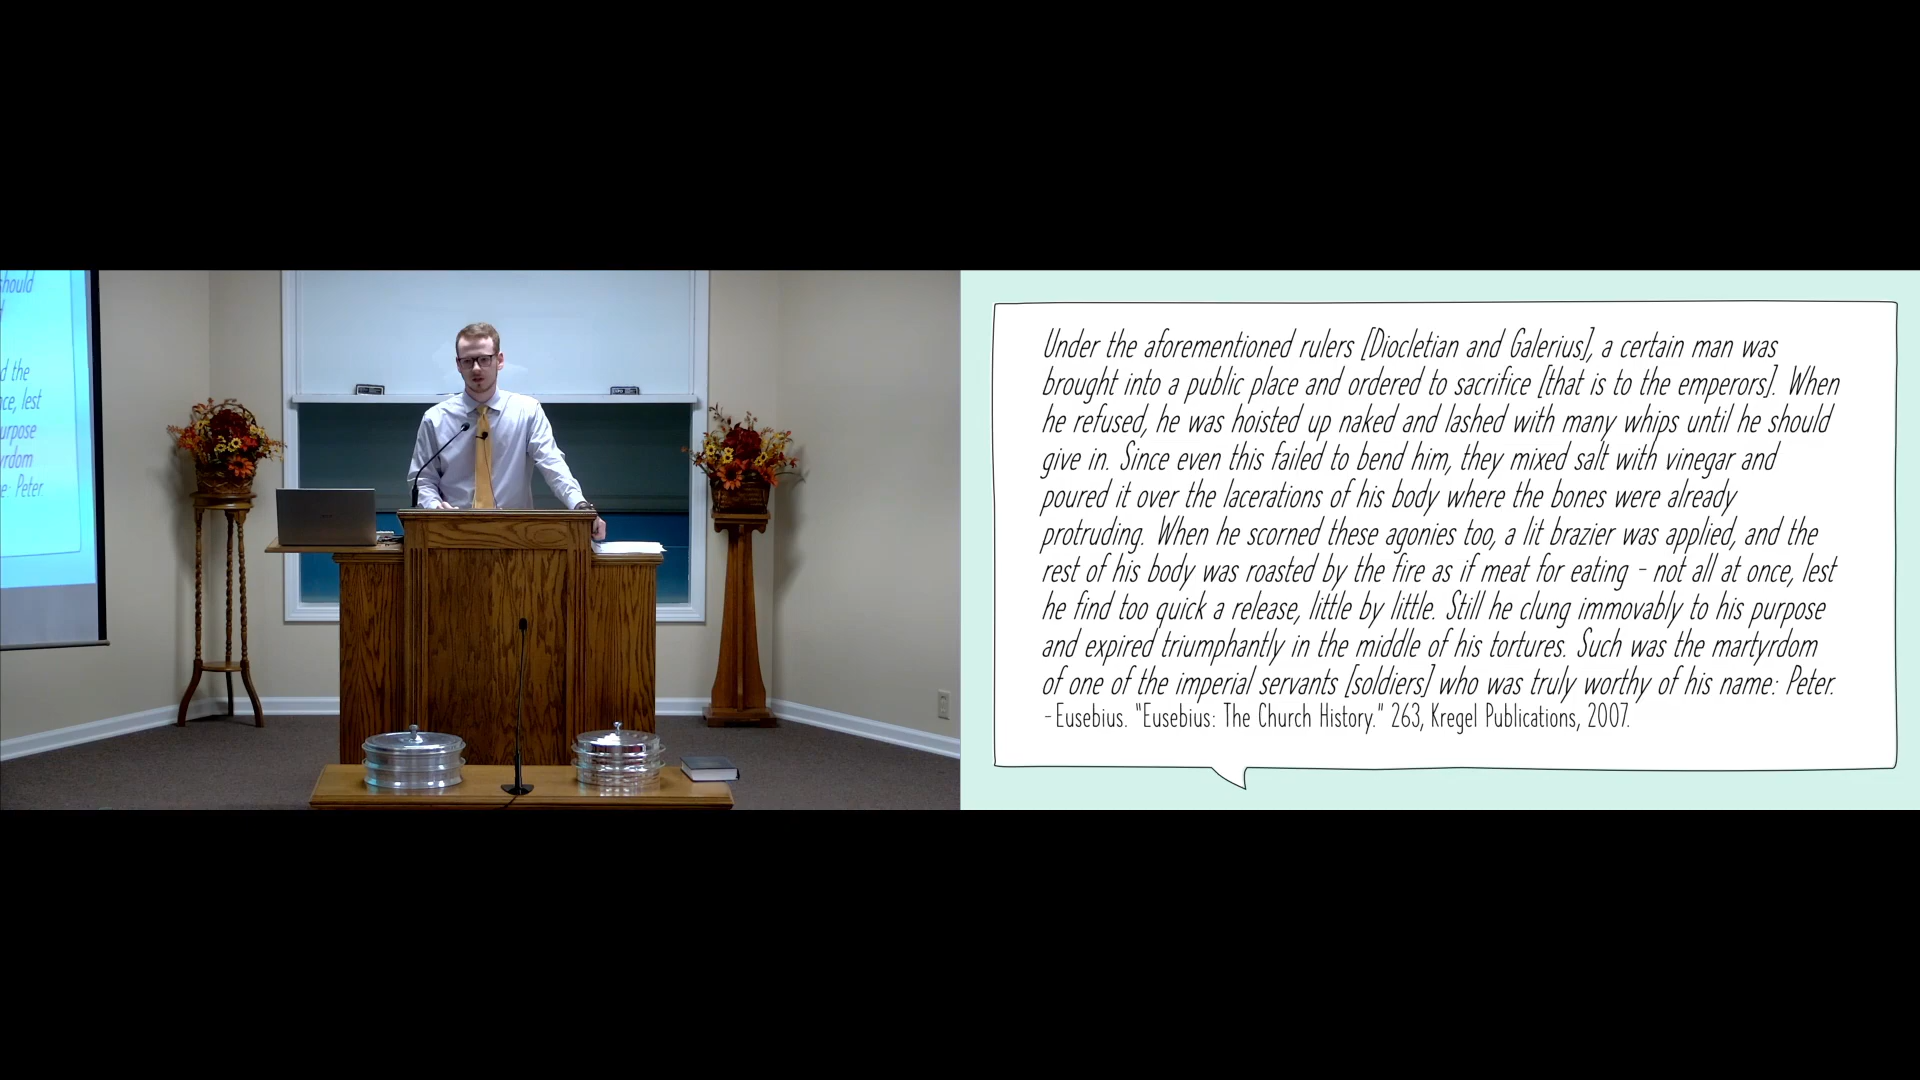 should
d the
ce, lest
urpose
yrdom
e: Peter.
Under the aforementioned rulers [Diocletian and Galerius], a certain man was
brought into a public place and ordered to sacrifice [that is to the emperors]. When
he refused, he was hoisted up naked and lashed with many whips until he should
give in. Since even this failed to bend him, they mixed salt with vinegar and
poured it over the lacerations of his body where the bones were already
protruding. When he scorned these agonies too, a lit brazier was applied, and the
rest of his body was roasted by the fire as if meat for eating - not all at once, lest
he find too quick a release, little by little. Still he clung immovably to his purpose
and expired triumphantly in the middle of his tortures. Such was the martyrdom
of one of the imperial servants [soldiers] who was truly worthy of his name: Peter.
- Eusebius. "Eusebius: The Church History." 263, Kregel Publications, 2007.